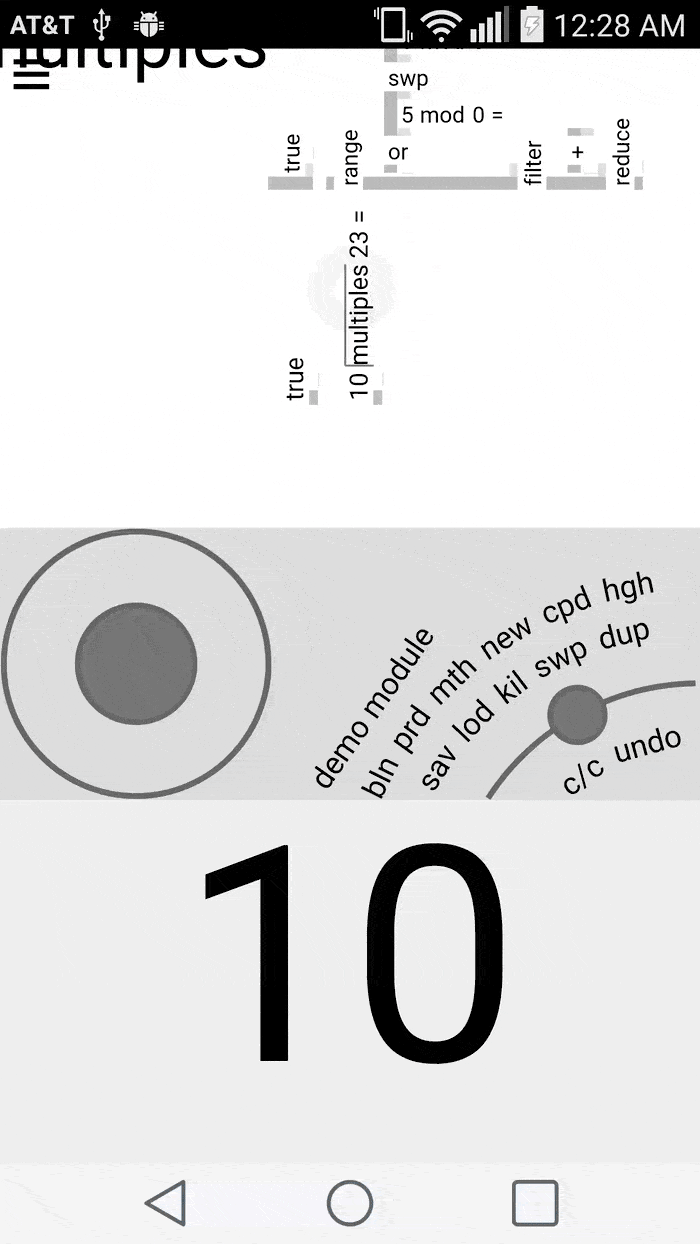 AT&T 12:28 AM
multiples
swp
5 mod 0 =
true range or filter + reduce
true 10 multiples 23 =
demo module
bln prd mth new cpd hgh
sav lod kil swp dup
c/c undo
10